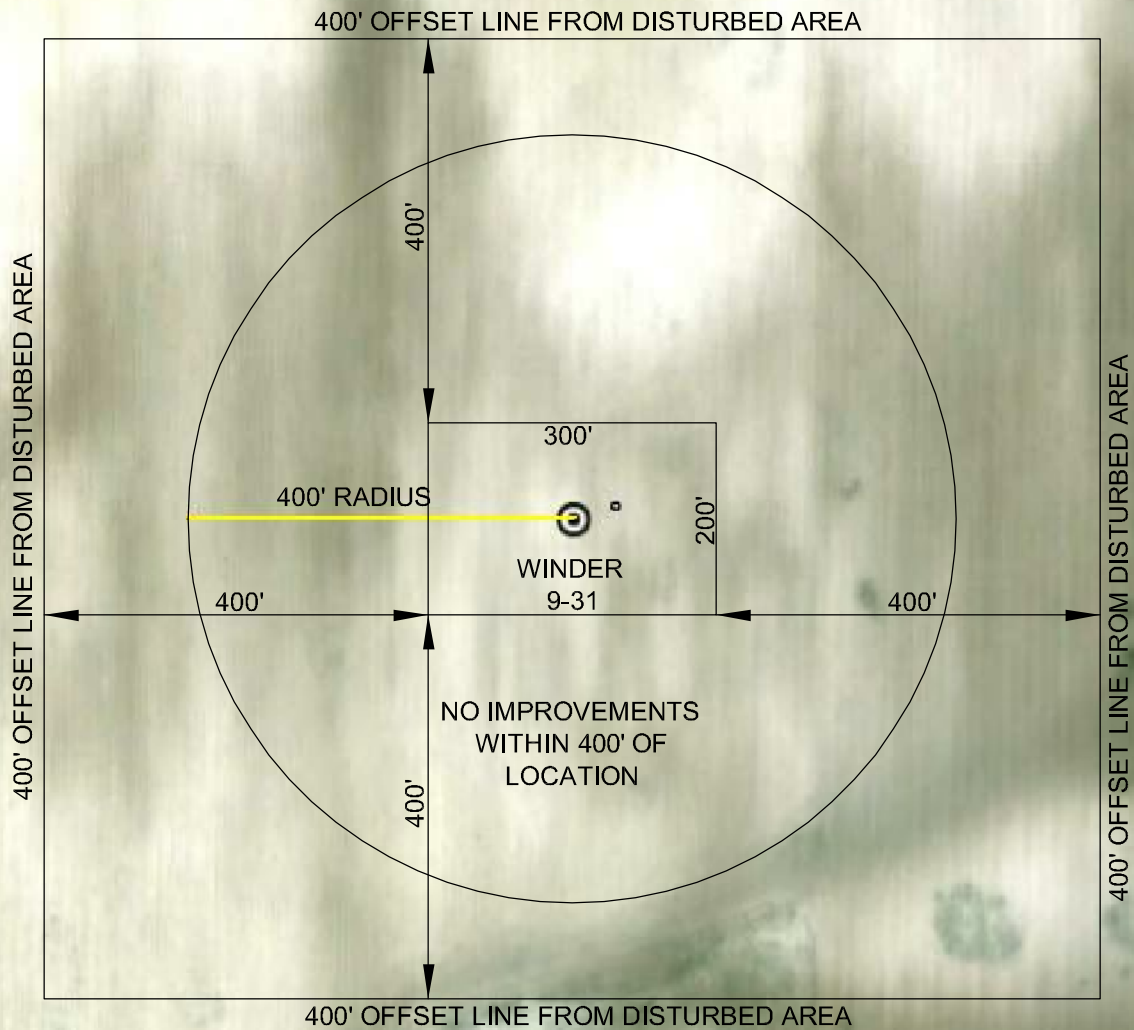 400' OFFSET LINE FROM DISTURBED AREA
400' OFFSET LINE FROM DISTURBED AREA
400'
400' OFFSET LINE FROM DISTURBED AREA
300'
400' RADIUS
200'
WINDER
9-31
400'
400'
NO IMPROVEMENTS
WITHIN 400' OF
LOCATION
400'
400' OFFSET LINE FROM DISTURBED AREA